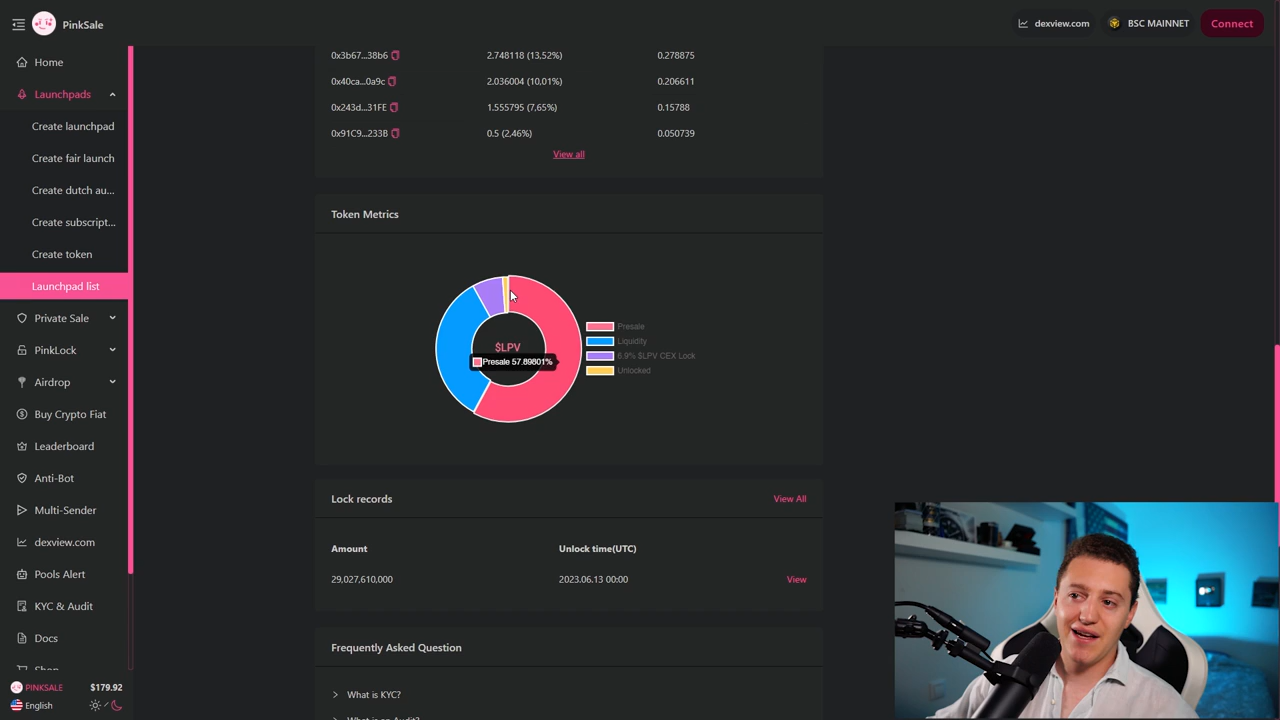 PinkSale
dexview.com
BSC MAINNET
Connect
Home
Launchpads
Create launchpad
Create fair launch
Create dutch au...
Create subscript...
Create token
Launchpad list
Private Sale
PinkLock
Airdrop
Buy Crypto Fiat
Leaderboard
Anti-Bot
Multi-Sender
dexview.com
Pools Alert
KYC & Audit
Docs
Shop
PINKSALE $179.92
English
0x3b67...38b6 2.748118 (13,52%) 0.278875
0x40ca...0a9c 2.036004 (10,01%) 0.206611
0x243d...31FE 1.555795 (7,65%) 0.15788
0x91C9...233B 0.5 (2,46%) 0.050739
View all
Token Metrics
$LPV
Presale 57.89801%
Presale
Liquidity
6.9% $LPV CEX Lock
Unlocked
Lock records View All
Amount Unlock time(UTC)
29,027,610,000 2023.06.13 00:00 View
Frequently Asked Question
What is KYC?
What is an Audit?